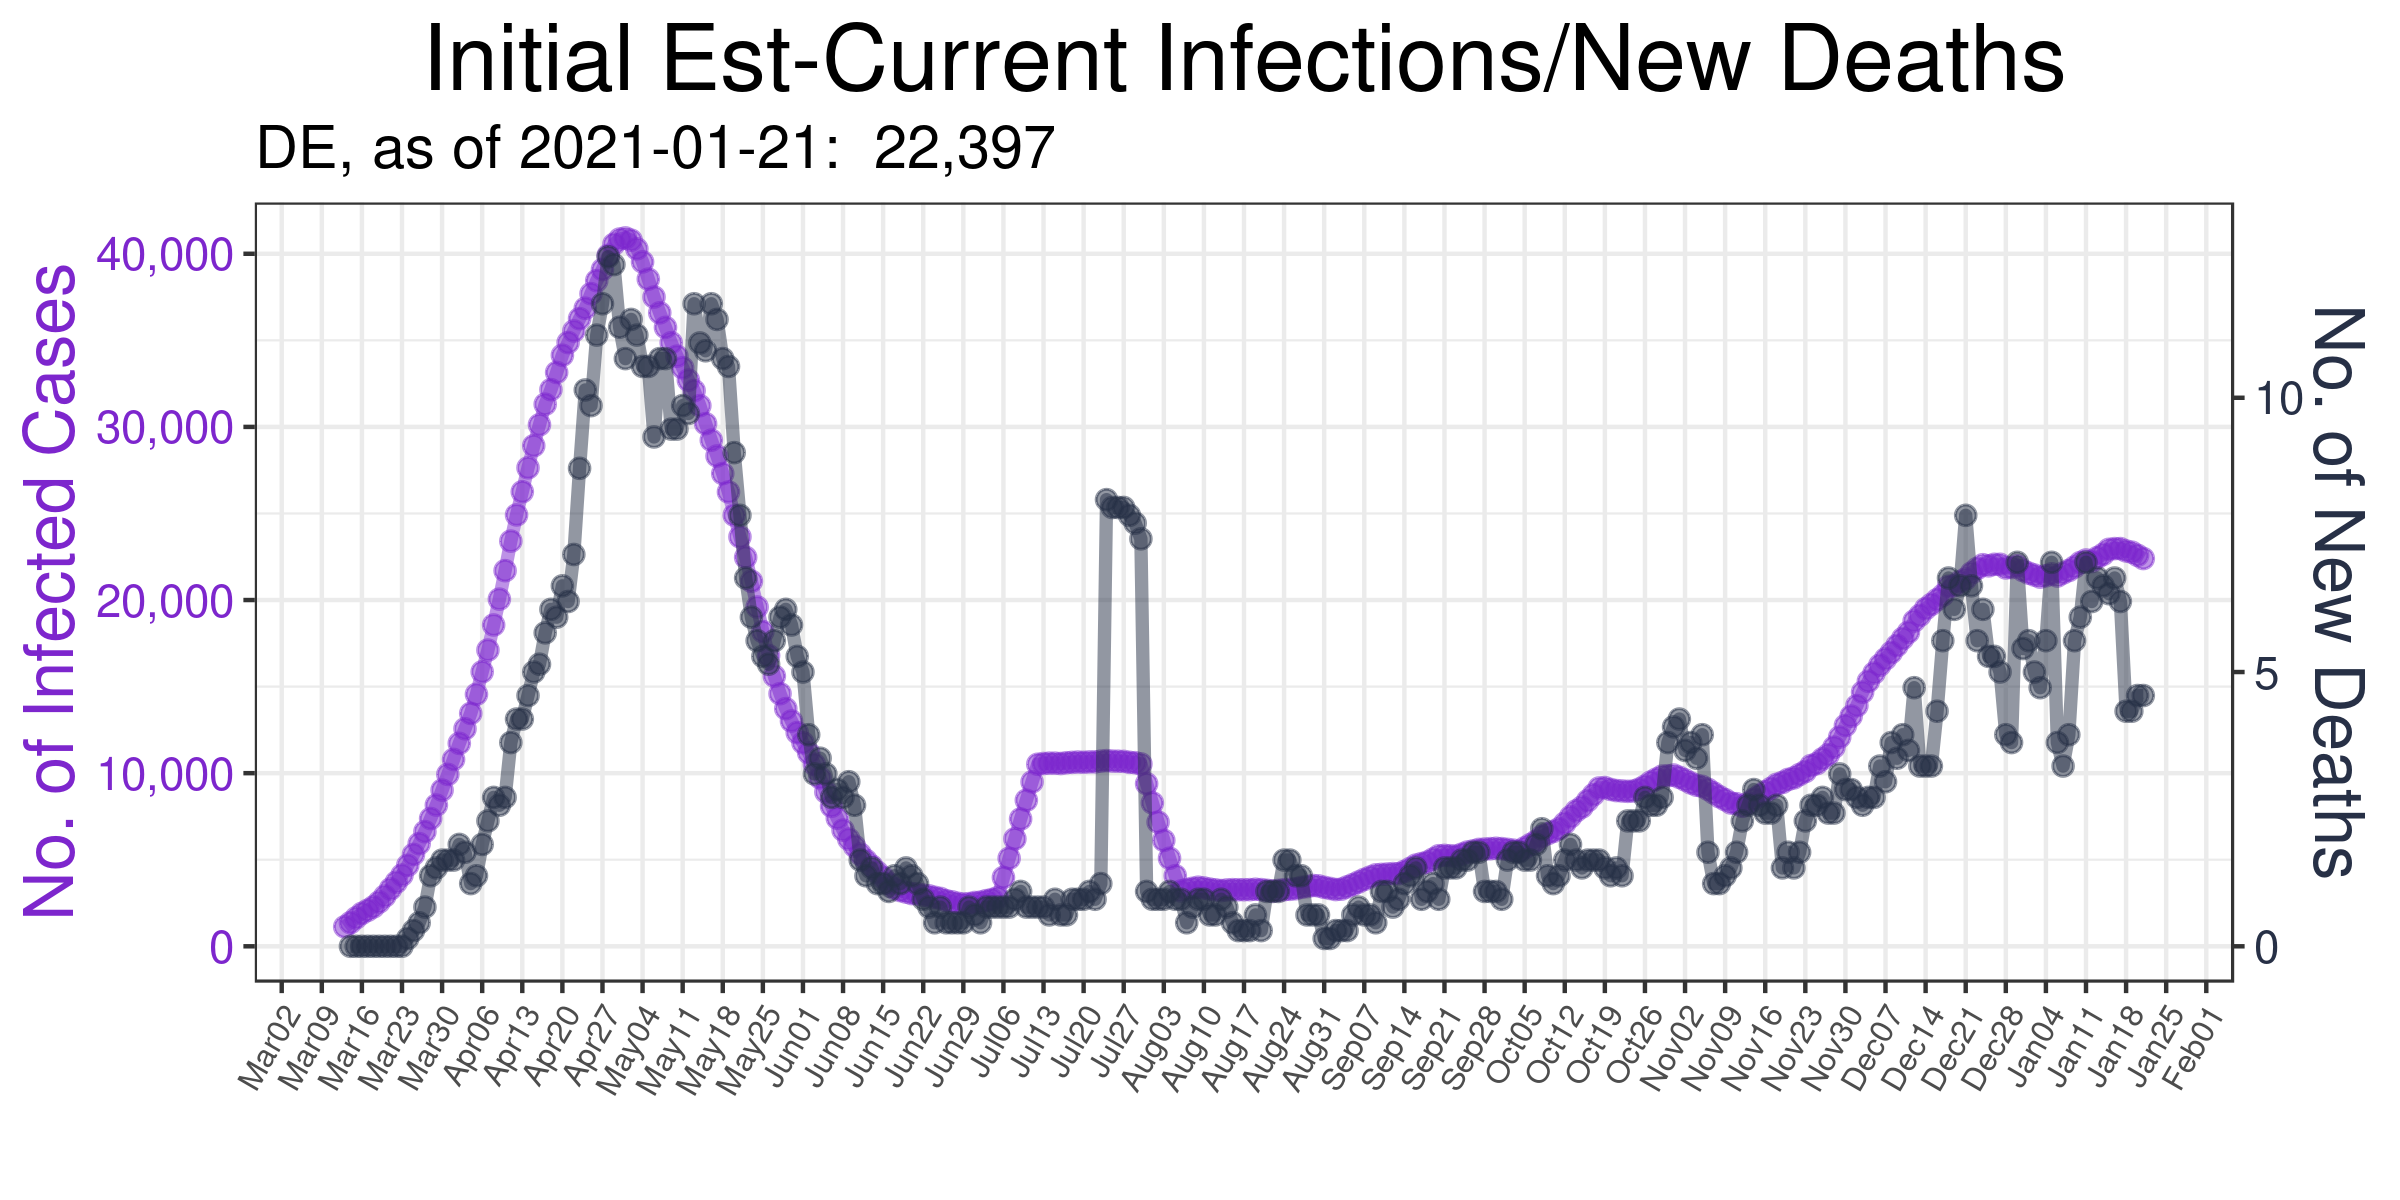 Initial Est-Current Infections/New Deaths
DE, as of 2021-01-21:  22,397
No. of Infected Cases
40,000
30,000
20,000
10,000
0
No. of New Deaths
10
5
0
Mar02
Mar09
Mar16
Mar23
Mar30
Apr06
Apr13
Apr20
Apr27
May04
May11
May18
May25
Jun01
Jun08
Jun15
Jun22
Jun29
Jul06
Jul13
Jul20
Jul27
Aug03
Aug10
Aug17
Aug24
Aug31
Sep07
Sep14
Sep21
Sep28
Oct05
Oct12
Oct19
Oct26
Nov02
Nov09
Nov16
Nov23
Nov30
Dec07
Dec14
Dec21
Dec28
Jan04
Jan11
Jan18
Jan25
Feb01